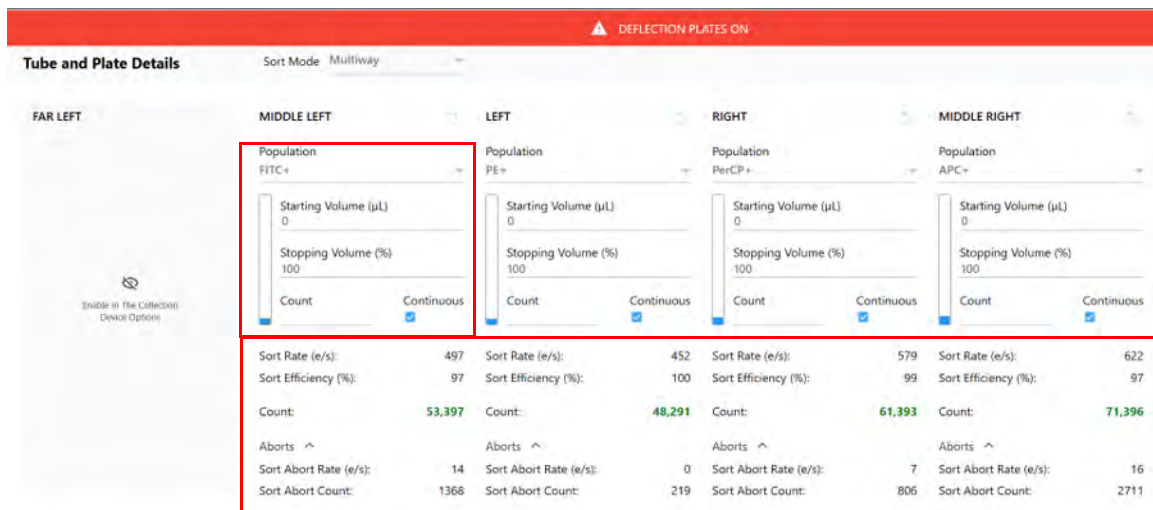 DEFLECTION PLATES ON
Tube and Plate Details
Sort Mode Multiway
FAR LEFT
Enable in The Collection
Device Options
MIDDLE LEFT
Population
FITC+
Starting Volume (µL)
0
Stopping Volume (%)
100
Count Continuous
Sort Rate (e/s): 497
Sort Efficiency (%): 97
Count: 53,397
Aborts
Sort Abort Rate (e/s): 14
Sort Abort Count: 1368
LEFT
Population
PE+
Starting Volume (µL)
0
Stopping Volume (%)
100
Count Continuous
Sort Rate (e/s): 452
Sort Efficiency (%): 100
Count: 48,291
Aborts
Sort Abort Rate (e/s): 0
Sort Abort Count: 219
RIGHT
Population
PerCP+
Starting Volume (µL)
0
Stopping Volume (%)
100
Count Continuous
Sort Rate (e/s): 579
Sort Efficiency (%): 99
Count: 61,393
Aborts
Sort Abort Rate (e/s): 7
Sort Abort Count: 806
MIDDLE RIGHT
Population
APC+
Starting Volume (µL)
0
Stopping Volume (%)
100
Count Continuous
Sort Rate (e/s): 622
Sort Efficiency (%): 97
Count: 71,396
Aborts
Sort Abort Rate (e/s): 16
Sort Abort Count: 2711